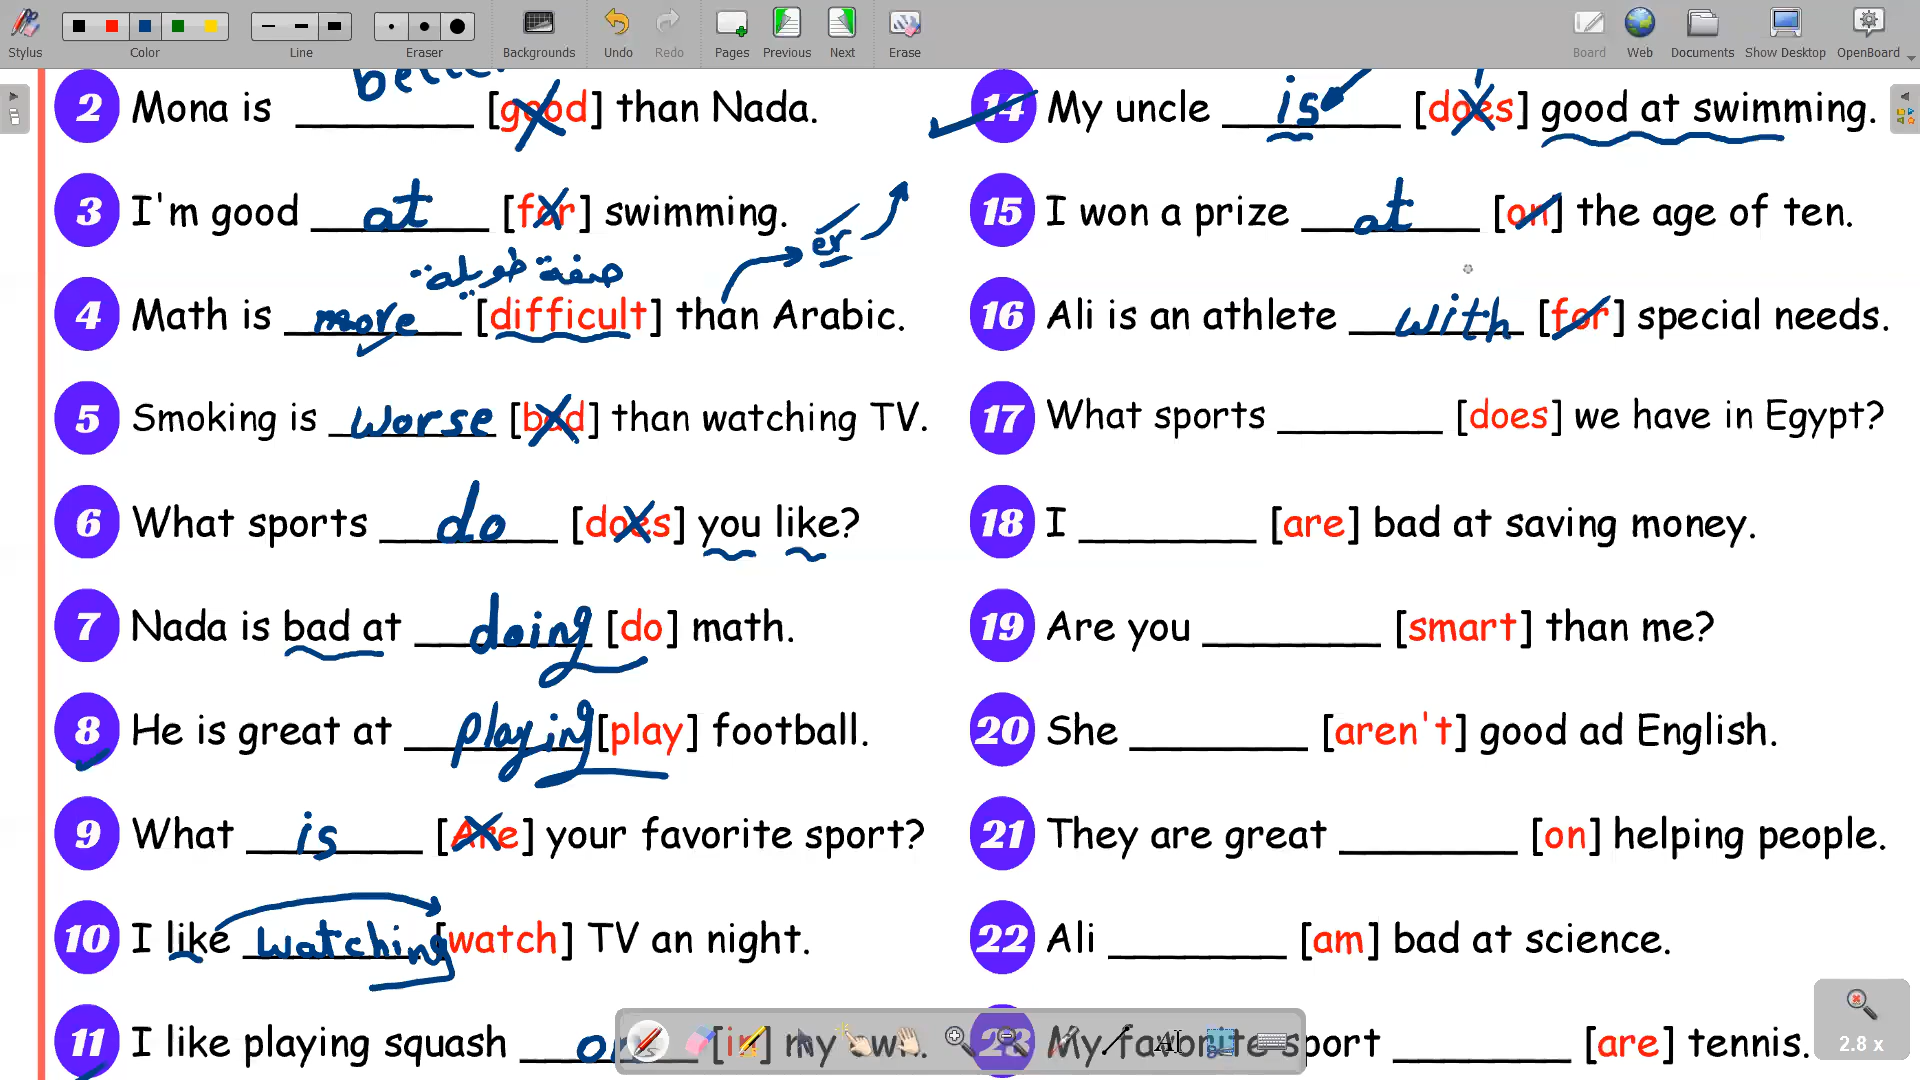 Stylus
Color
Line
Eraser
Backgrounds
Undo
Redo
Pages
Previous
Next
Erase
Board
Web
Documents
Show Desktop
OpenBoard
2 Mona is ________ [good] than Nada.
3 I'm good at [for] swimming.
er
صفة طويلة
4 Math is more [difficult] than Arabic.
5 Smoking is worse [bad] than watching TV.
6 What sports do [does] you like?
7 Nada is bad at doing [do] math.
8 He is great at playing [play] football.
9 What is [Are] your favorite sport?
10 I like watching [watch] TV an night.
11 I like playing squash [in] my
14 My uncle is [does] good at swimming.
15 I won a prize at [on] the age of ten.
16 Ali is an athlete with [for] special needs.
17 What sports ________ [does] we have in Egypt?
18 I ________ [are] bad at saving money.
19 Are you ________ [smart] than me?
20 She ________ [aren't] good ad English.
21 They are great ________ [on] helping people.
22 Ali ________ [am] bad at science.
23 My favorite sport ________ [are] tennis.
2.8 x